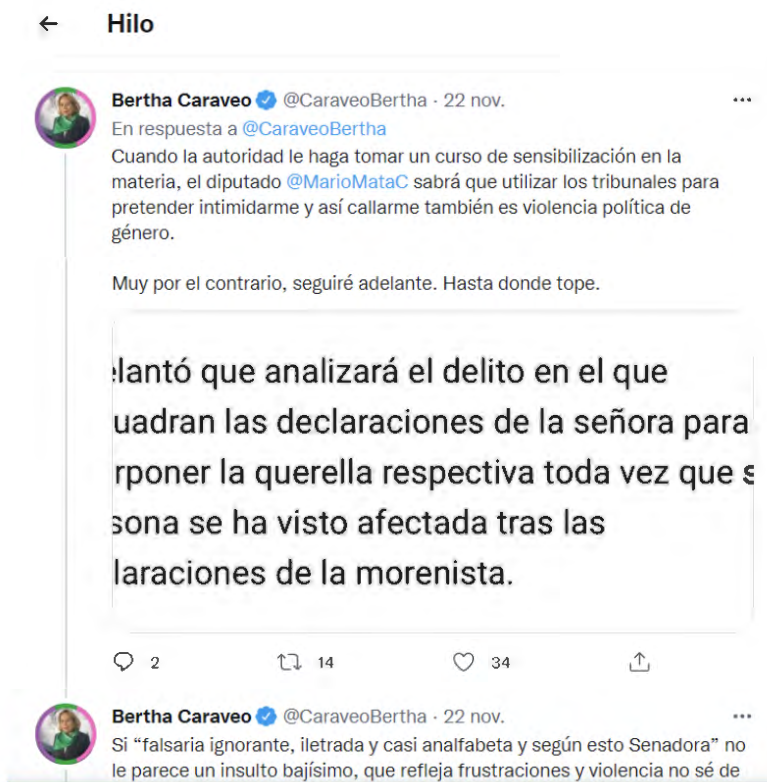 Hilo
Bertha Caraveo @CaraveoBertha · 22 nov.
En respuesta a @CaraveoBertha
Cuando la autoridad le haga tomar un curso de sensibilización en la
materia, el diputado @MarioMataC sabrá que utilizar los tribunales para
pretender intimidarme y así callarme también es violencia política de
género.
Muy por el contrario, seguiré adelante. Hasta donde tope.
elantó que analizará el delito en el que
uadran las declaraciones de la señora para
rponer la querella respectiva toda vez que s
sona se ha visto afectada tras las
laraciones de la morenista.
2 14 34
Bertha Caraveo @CaraveoBertha · 22 nov.
Si “falsaria ignorante, iletrada y casi analfabeta y según esto Senadora” no
le parece un insulto bajísimo, que refleja frustraciones y violencia no sé de